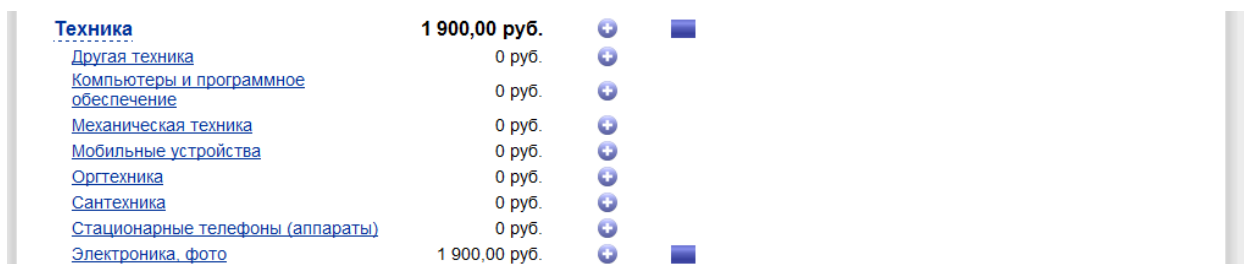 Техника 1 900,00 руб.
Другая техника 0 руб.
Компьютеры и программное
обеспечение 0 руб.
Механическая техника 0 руб.
Мобильные устройства 0 руб.
Оргтехника 0 руб.
Сантехника 0 руб.
Стационарные телефоны (аппараты) 0 руб.
Электроника, фото 1 900,00 руб.